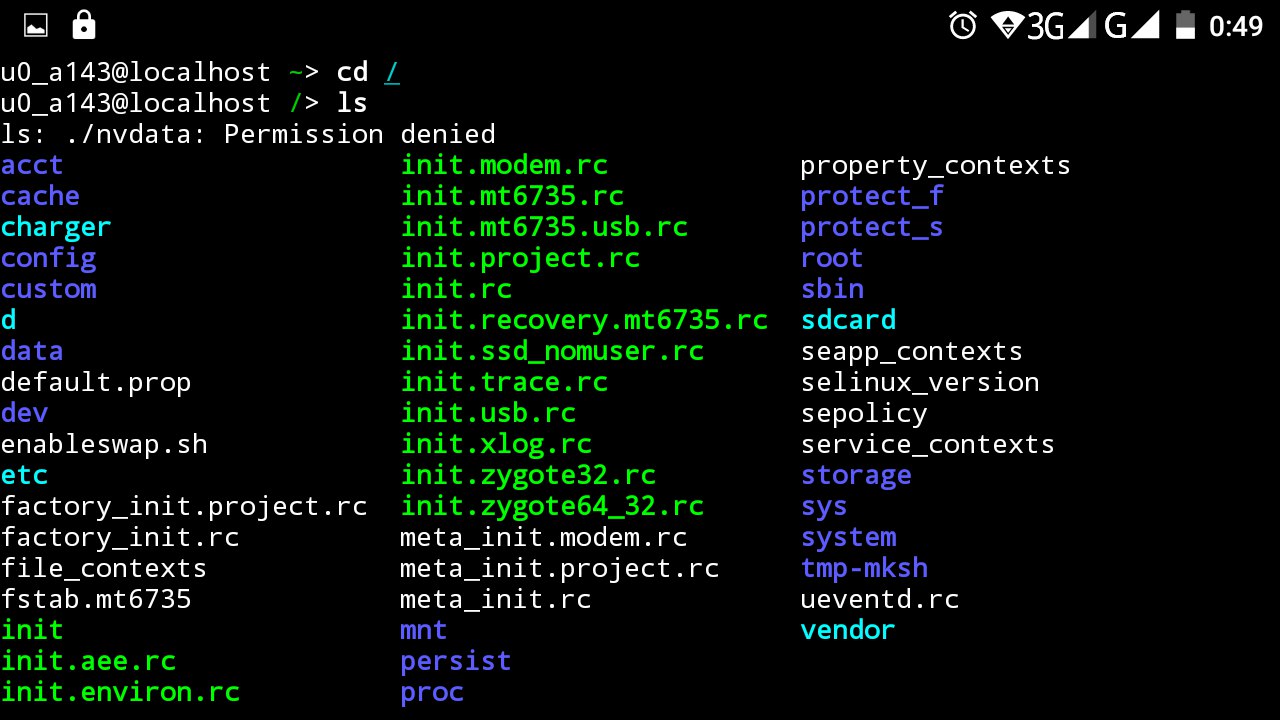 3G G 0:49
u0_a143@localhost ~> cd /
u0_a143@localhost /> ls
ls: ./nvdata: Permission denied
acct init.modem.rc property_contexts
cache init.mt6735.rc protect_f
charger init.mt6735.usb.rc protect_s
config init.project.rc root
custom init.rc sbin
d init.recovery.mt6735.rc sdcard
data init.ssd_nomuser.rc seapp_contexts
default.prop init.trace.rc selinux_version
dev init.usb.rc sepolicy
enableswap.sh init.xlog.rc service_contexts
etc init.zygote32.rc storage
factory_init.project.rc init.zygote64_32.rc sys
factory_init.rc meta_init.modem.rc system
file_contexts meta_init.project.rc tmp-mksh
fstab.mt6735 meta_init.rc ueventd.rc
init mnt vendor
init.aee.rc persist
init.environ.rc proc